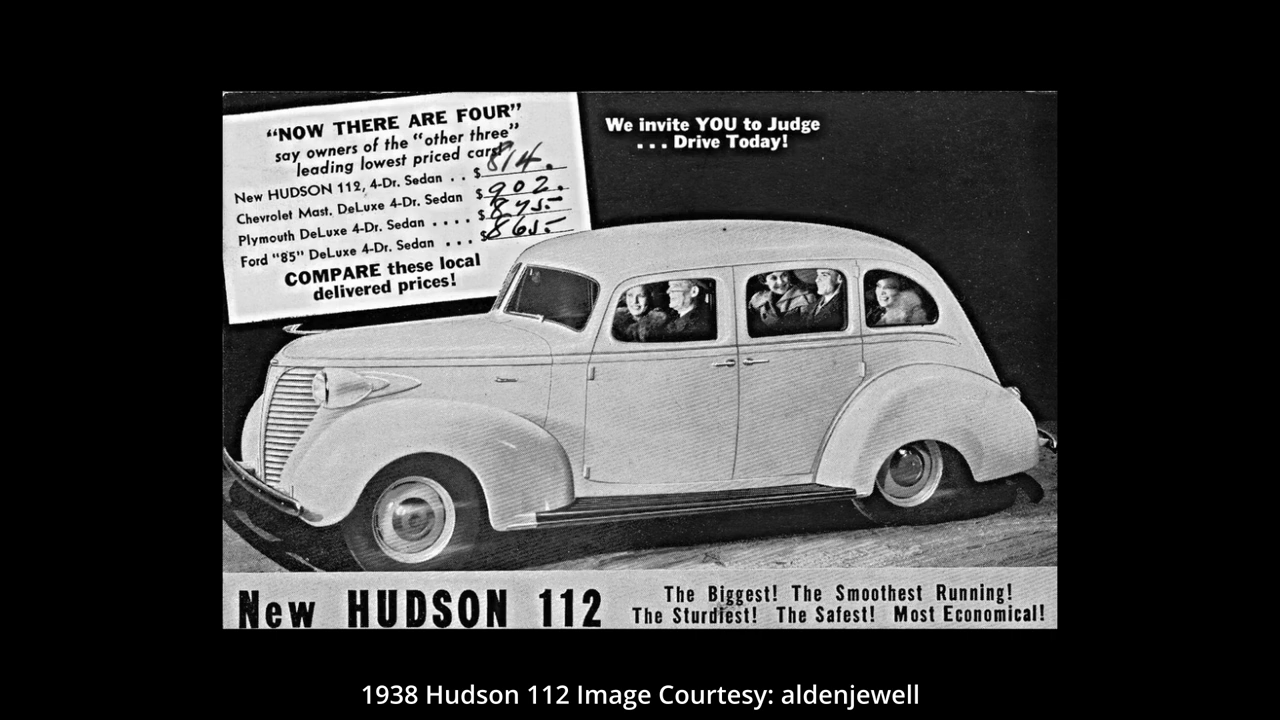 “NOW THERE ARE FOUR”
say owners of the “other three”
leading lowest priced cars
New HUDSON 112, 4-Dr. Sedan . . $ 814.
Chevrolet Mast. DeLuxe 4-Dr. Sedan $ 902.
Plymouth DeLuxe 4-Dr. Sedan . . . . $
Ford "85" DeLuxe 4-Dr. Sedan . . . $ 865.-
COMPARE these local
delivered prices!
We invite YOU to Judge
. . . Drive Today!
New HUDSON 112
The Biggest! The Smoothest Running!
The Sturdiest! The Safest! Most Economical!
1938 Hudson 112 Image Courtesy: aldenjewell